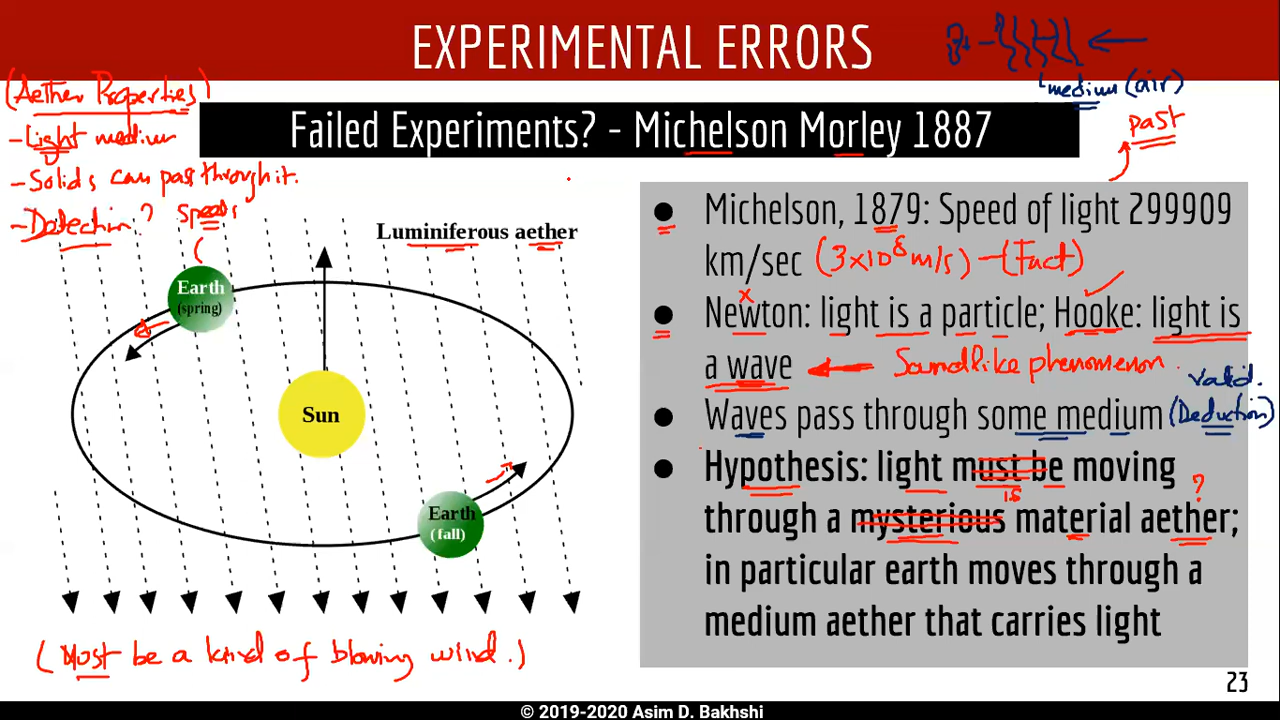 EXPERIMENTAL ERRORS
medium (air)
past
(Aether Properties)
- Light medium
- Solids can pass through it.
- Detection?
speeds
Failed Experiments? - Michelson Morley 1887
Luminiferous aether
Earth
(spring)
Sun
Earth
(fall)
(Must be a kind of blowing wind.)
● Michelson, 1879: Speed of light 299909
km/sec (3x10⁸ m/s) - (Fact)
● Newton: light is a particle; Hooke: light is
a wave Soundlike phenomenon.
valid.
● Waves pass through some medium (Deduction)
● Hypothesis: light must be moving
is
?
through a mysterious material aether;
in particular earth moves through a
medium aether that carries light
23
© 2019-2020 Asim D. Bakhshi